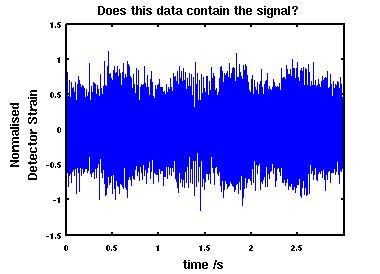 Does this data contain the signal?
1.5
1
0.5
0
-0.5
-1
-1.5
Normalised
Detector Strain
0 0.5 1 1.5 2 2.5
time /s